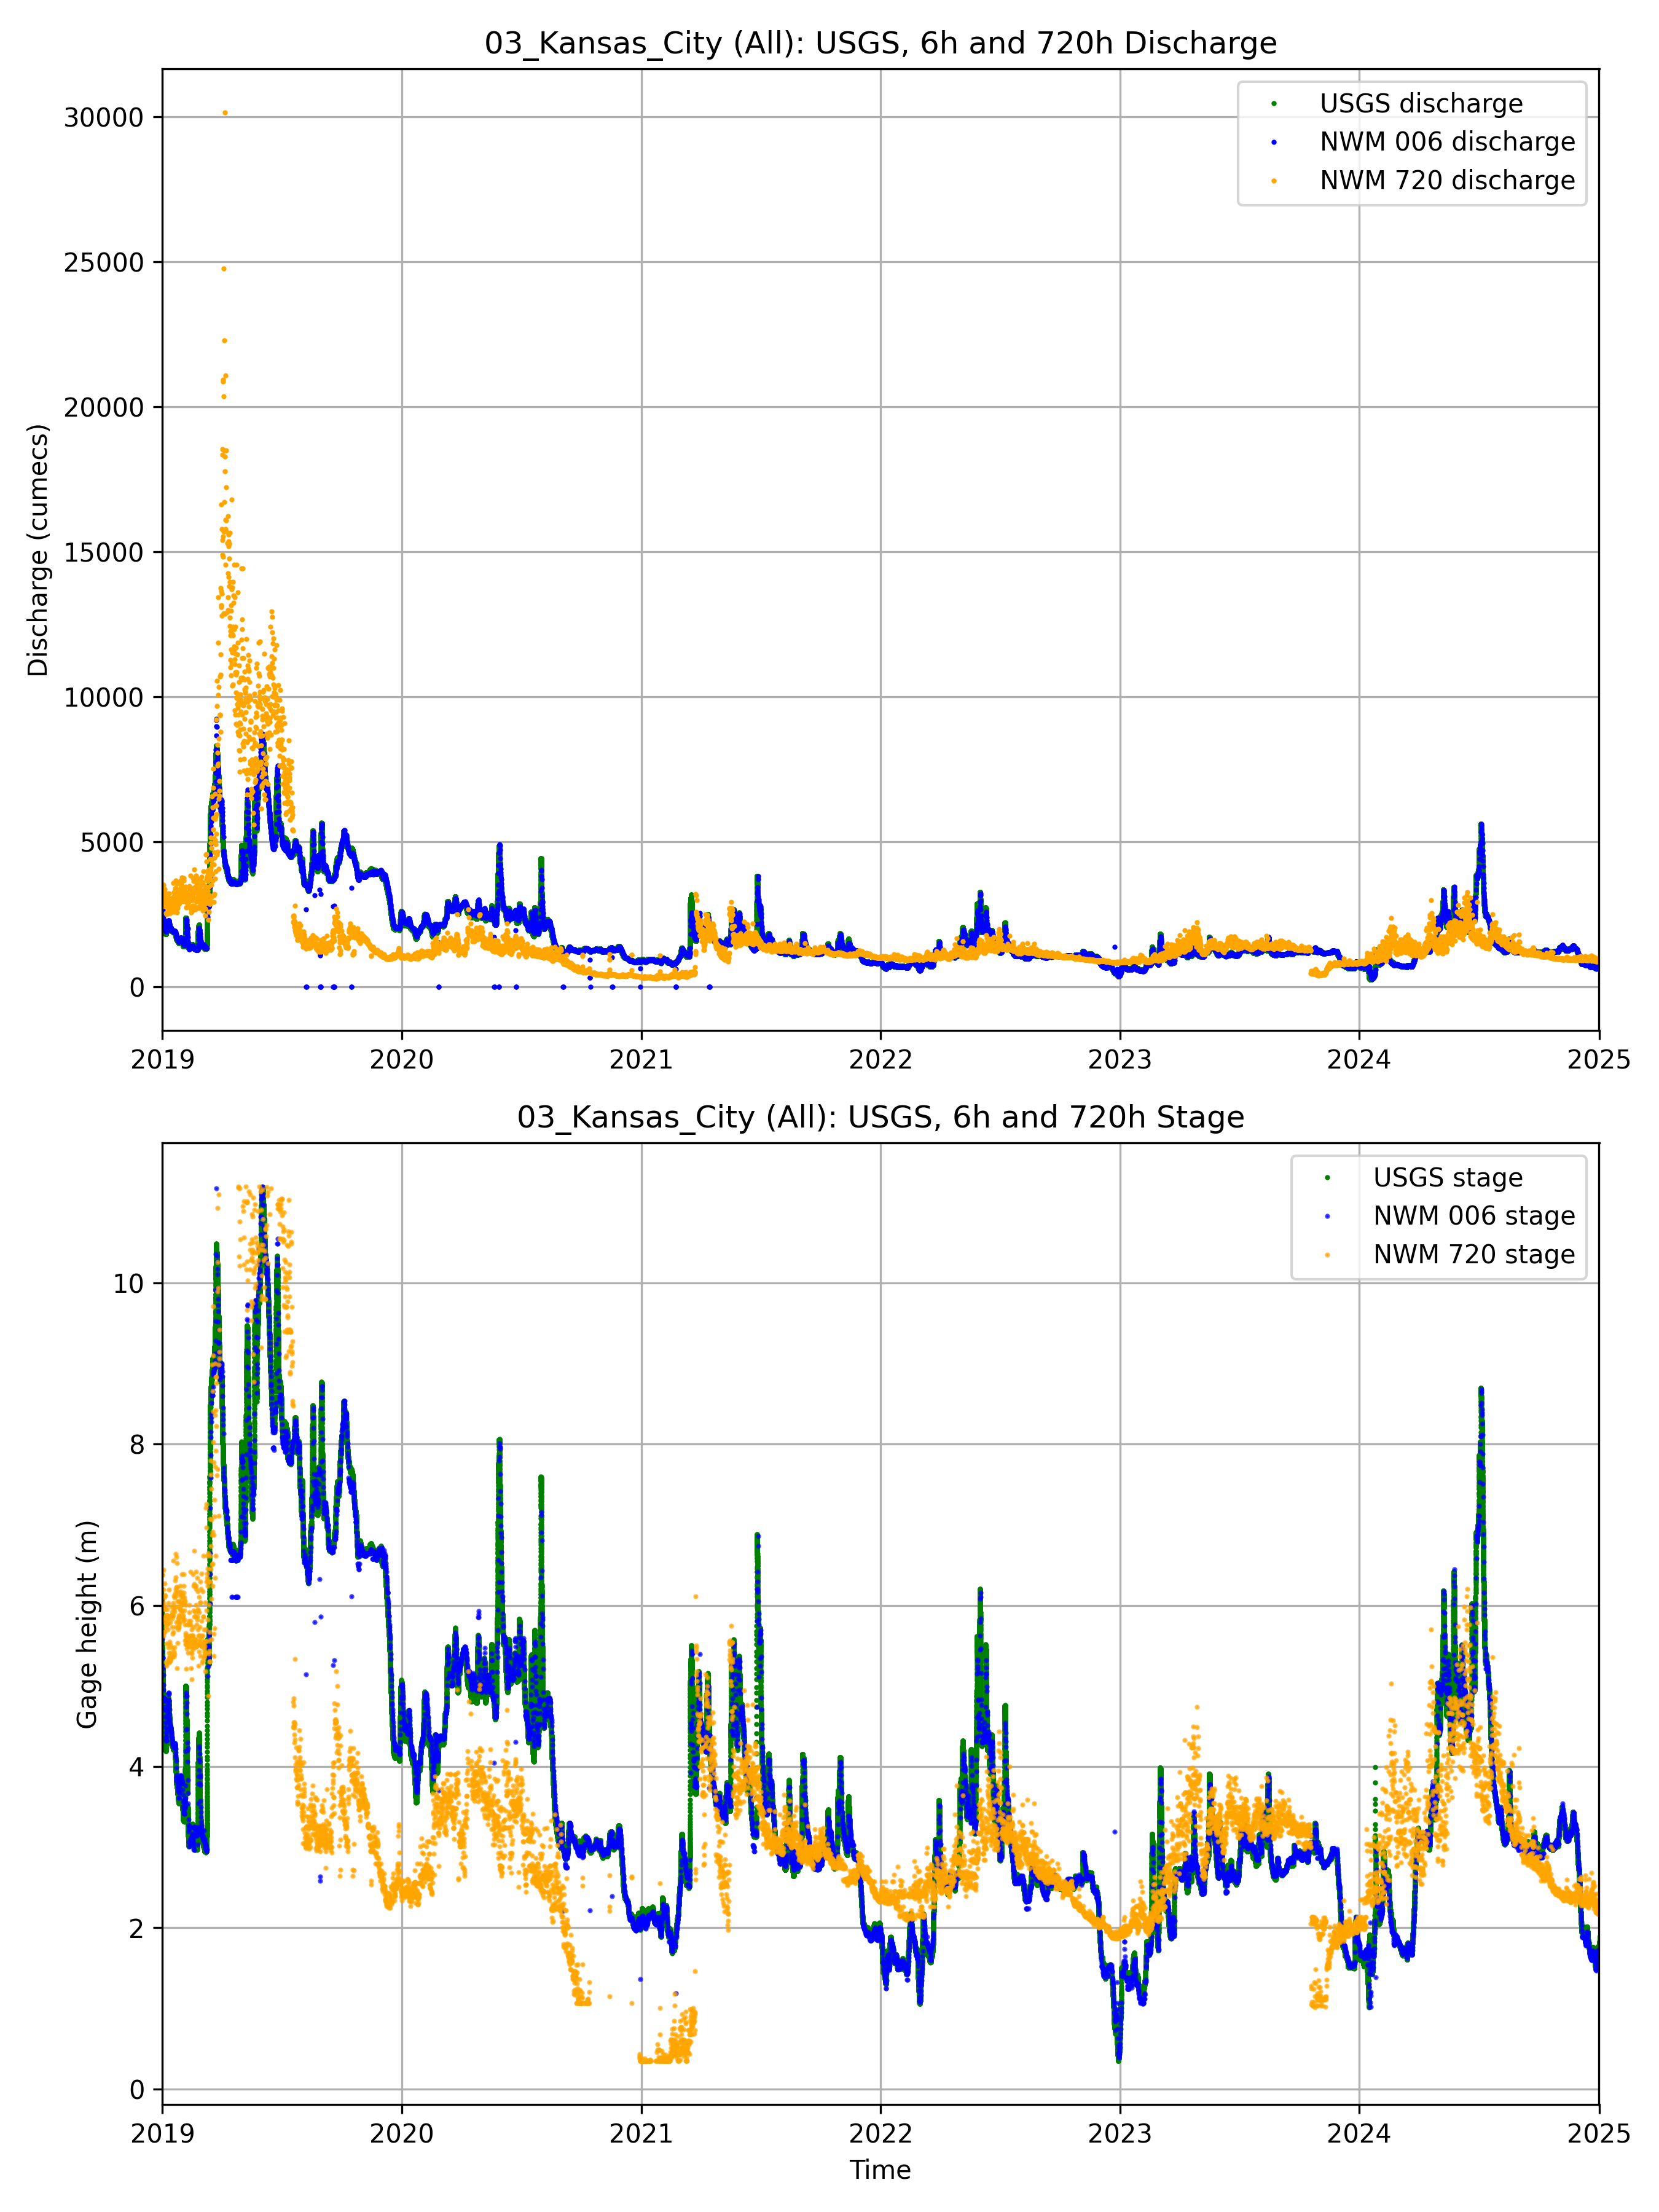 03_Kansas_City (All): USGS, 6h and 720h Discharge
USGS discharge
NWM 006 discharge
NWM 720 discharge
Discharge (cumecs)
30000
25000
20000
15000
10000
5000
0
2019 2020 2021 2022 2023 2024 2025
03_Kansas_City (All): USGS, 6h and 720h Stage
USGS stage
NWM 006 stage
NWM 720 stage
Gage height (m)
10
8
6
4
2
0
2019 2020 2021 2022 2023 2024 2025
Time